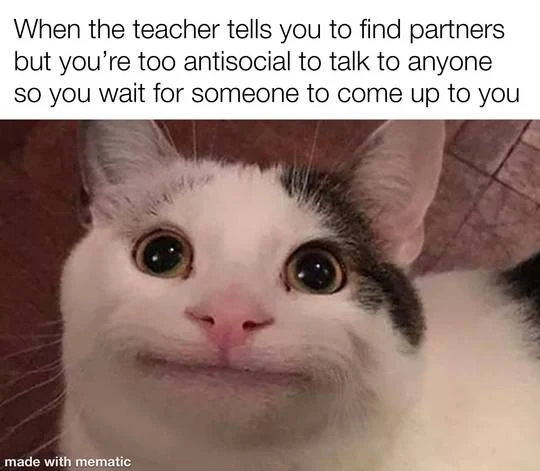 When the teacher tells you to find partners
but you’re too antisocial to talk to anyone
so you wait for someone to come up to you
made with mematic